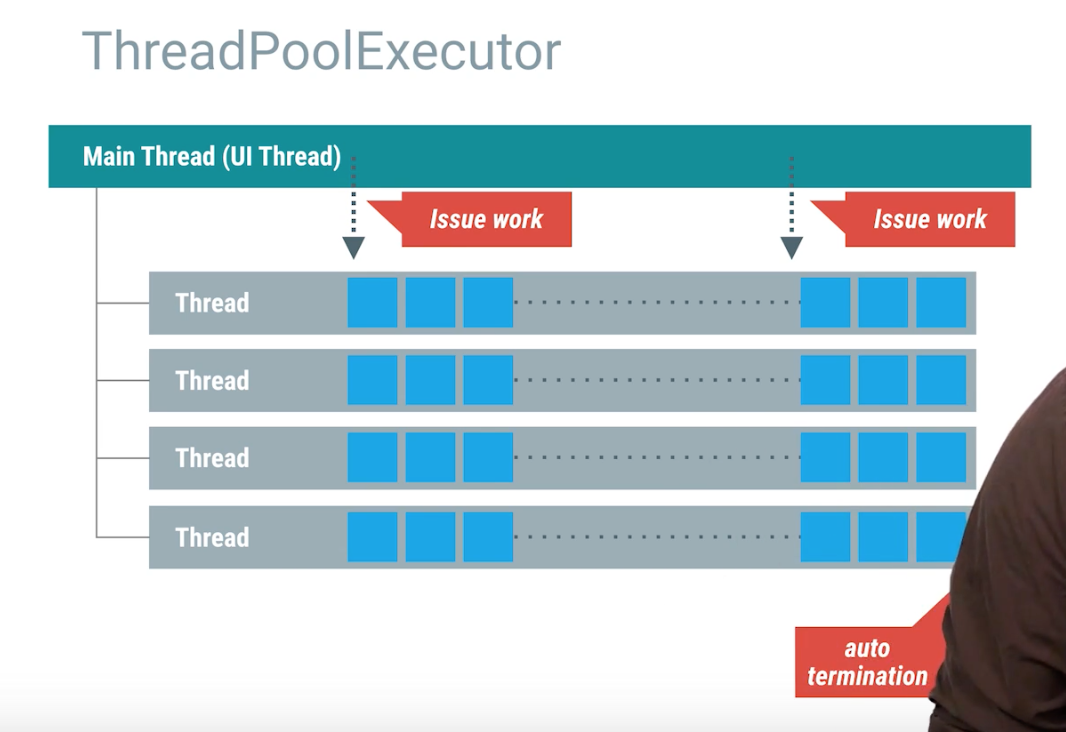 ThreadPoolExecutor
Main Thread (UI Thread)
Issue work
Issue work
Thread
Thread
Thread
Thread
auto
termination